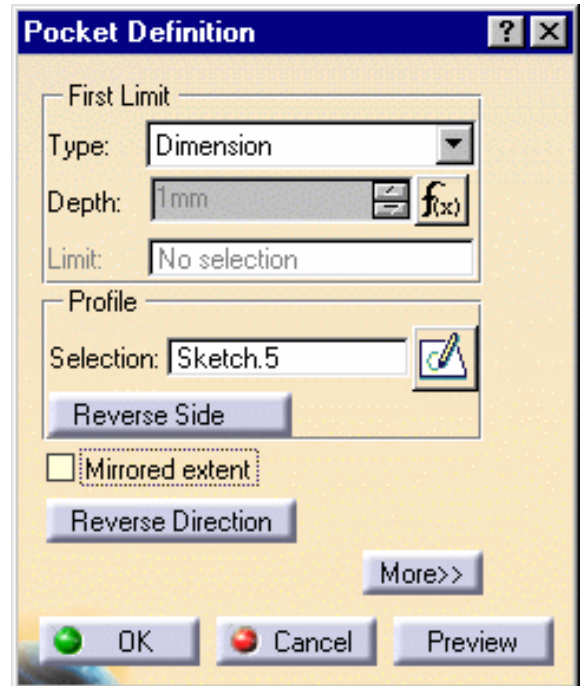 Pocket Definition ? ×
First Limit
Type: Dimension
Depth: 1mm f(x)
Limit: No selection
Profile
Selection: Sketch.5
Reverse Side
Mirrored extent
Reverse Direction
More>>
OK Cancel Preview